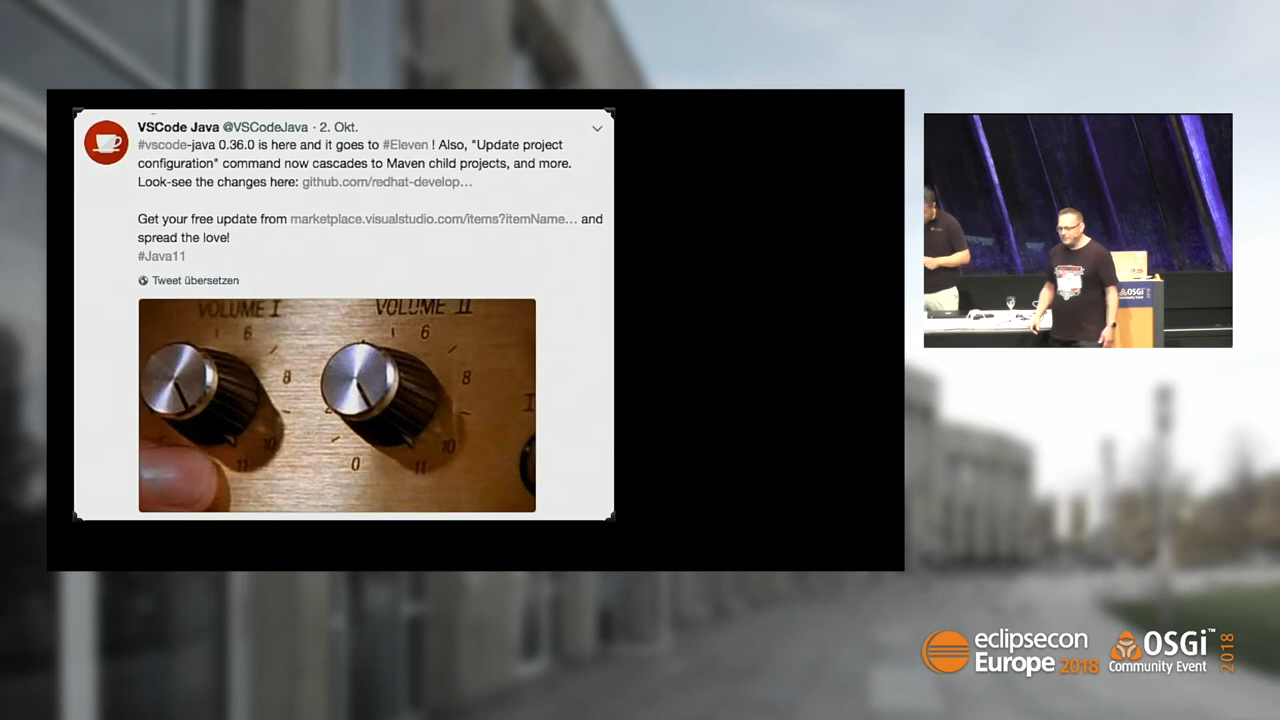 VSCode Java @VSCodeJava · 2. Okt.
#vscode-java 0.36.0 is here and it goes to #Eleven ! Also, "Update project
configuration" command now cascades to Maven child projects, and more.
Look-see the changes here: github.com/redhat-develop…
Get your free update from marketplace.visualstudio.com/items?itemName… and
spread the love!
#Java11
Tweet übersetzen
VOLUME I
VOLUME II
6
6
8
8
10
10
11
0
11
I
OSGi
eclipsecon
Europe 2018
OSGi™
Community Event
2018